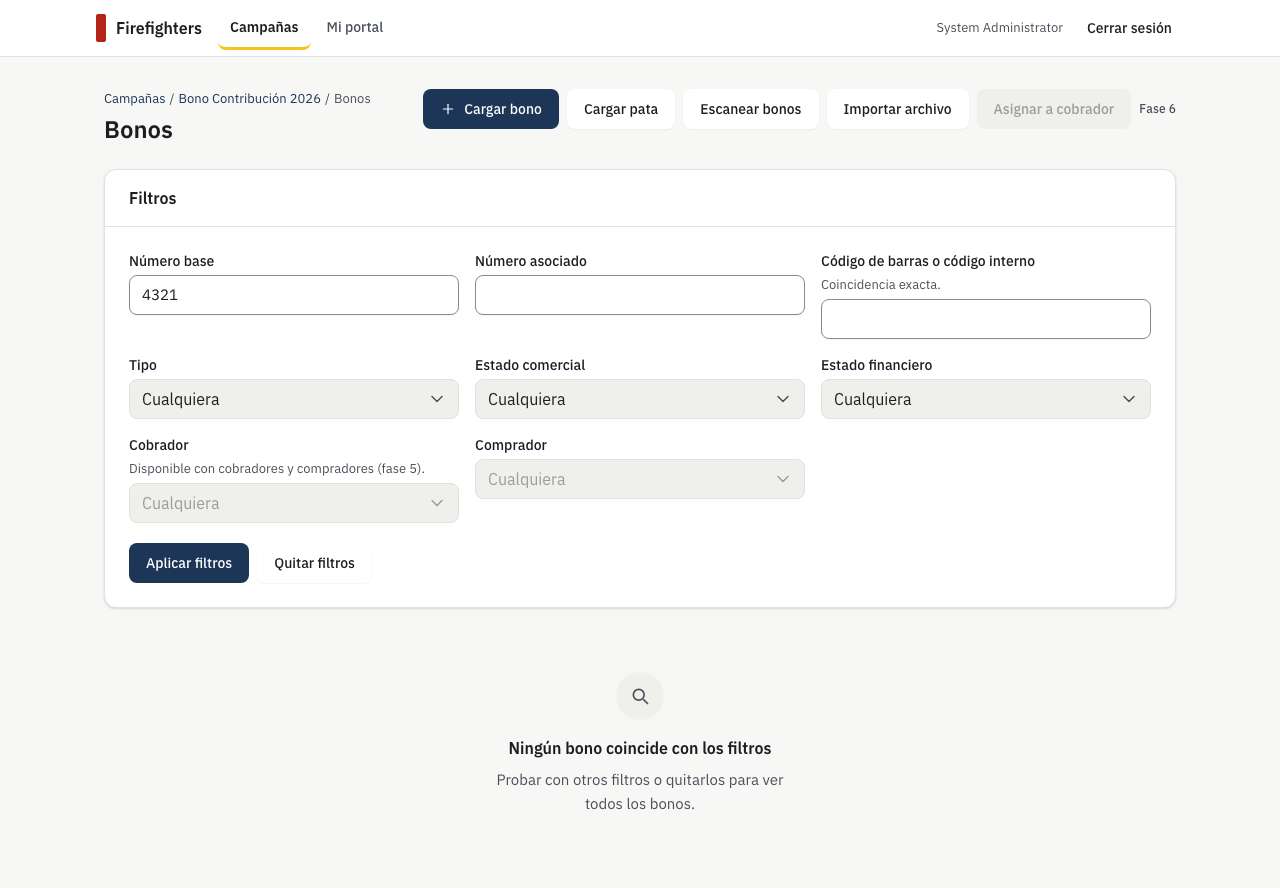 Firefighters
Campañas
Mi portal
System Administrator
Cerrar sesión
Campañas / Bono Contribución 2026 / Bonos
Bonos
Cargar bono
Cargar pata
Escanear bonos
Importar archivo
Asignar a cobrador
Fase 6
Filtros
Número base
4321
Número asociado
Código de barras o código interno
Coincidencia exacta.
Tipo
Cualquiera
Estado comercial
Cualquiera
Estado financiero
Cualquiera
Cobrador
Disponible con cobradores y compradores (fase 5).
Cualquiera
Comprador
Cualquiera
Aplicar filtros
Quitar filtros
Ningún bono coincide con los filtros
Probar con otros filtros o quitarlos para ver
todos los bonos.